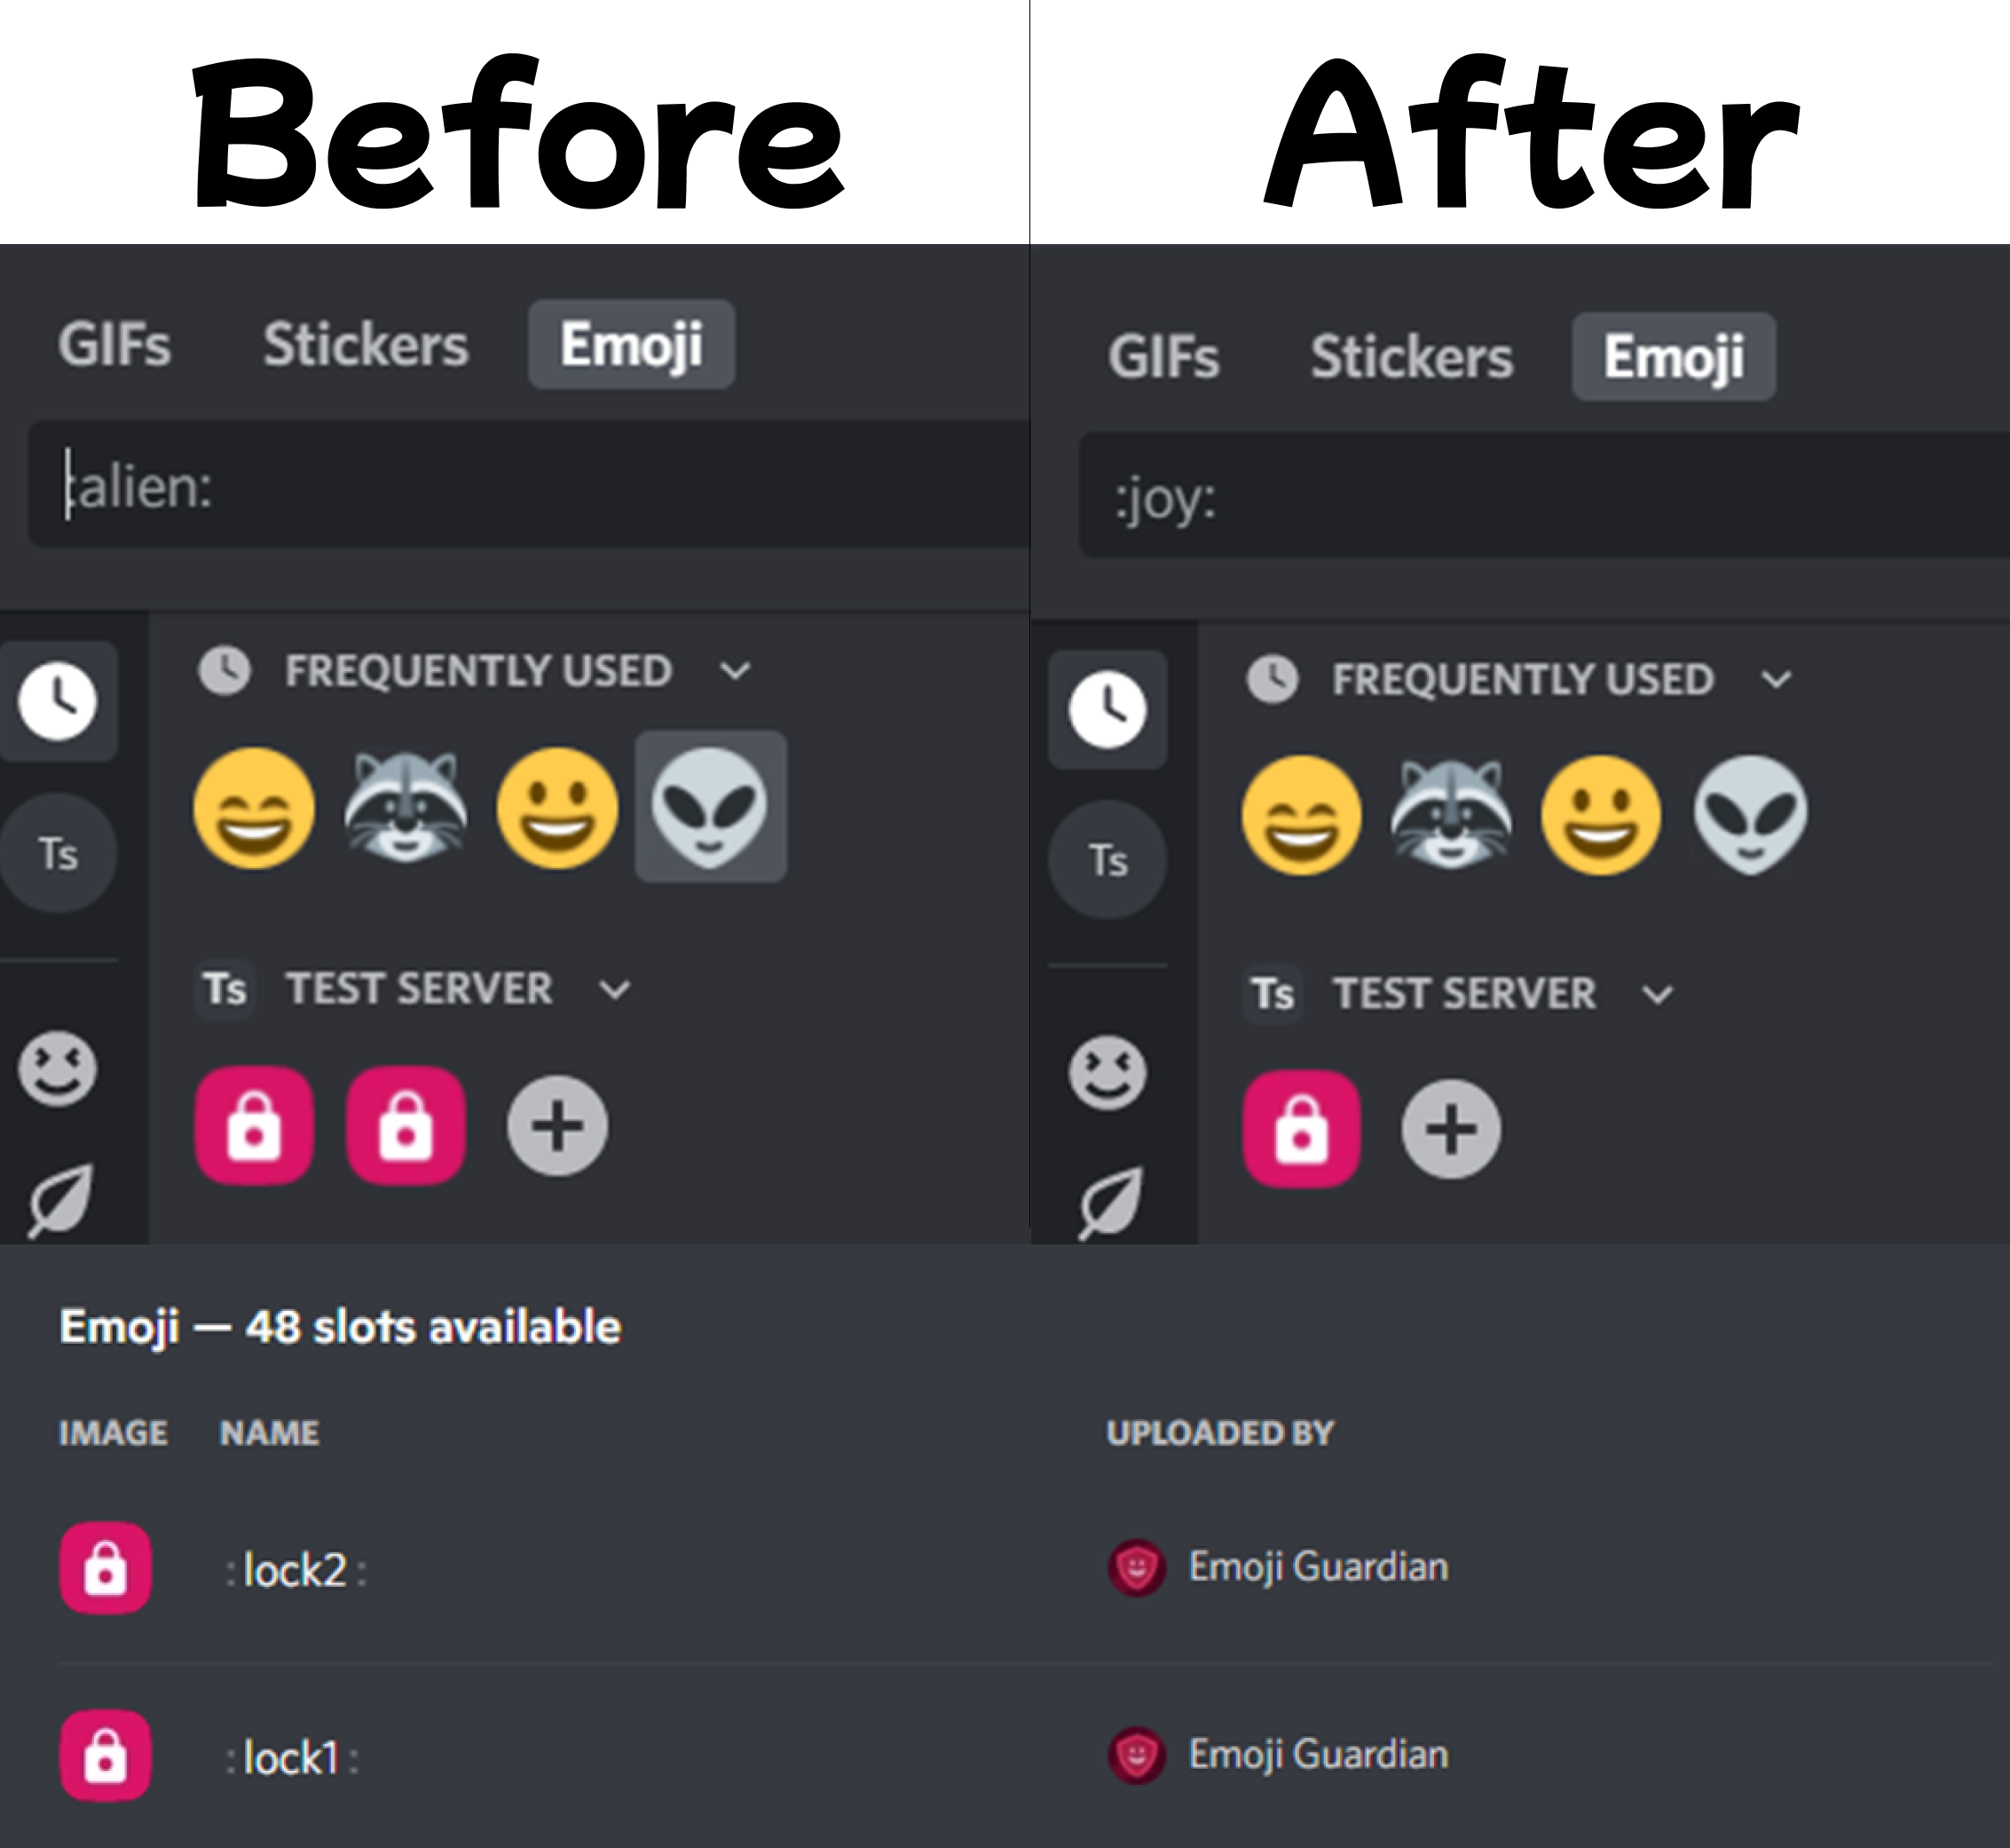 Before
After
GIFs Stickers Emoji
:alien:
FREQUENTLY USED
Ts
Ts TEST SERVER
GIFs Stickers Emoji
:joy:
FREQUENTLY USED
Ts
Ts TEST SERVER
Emoji — 48 slots available
IMAGE NAME UPLOADED BY
:lock2: Emoji Guardian
:lock1: Emoji Guardian